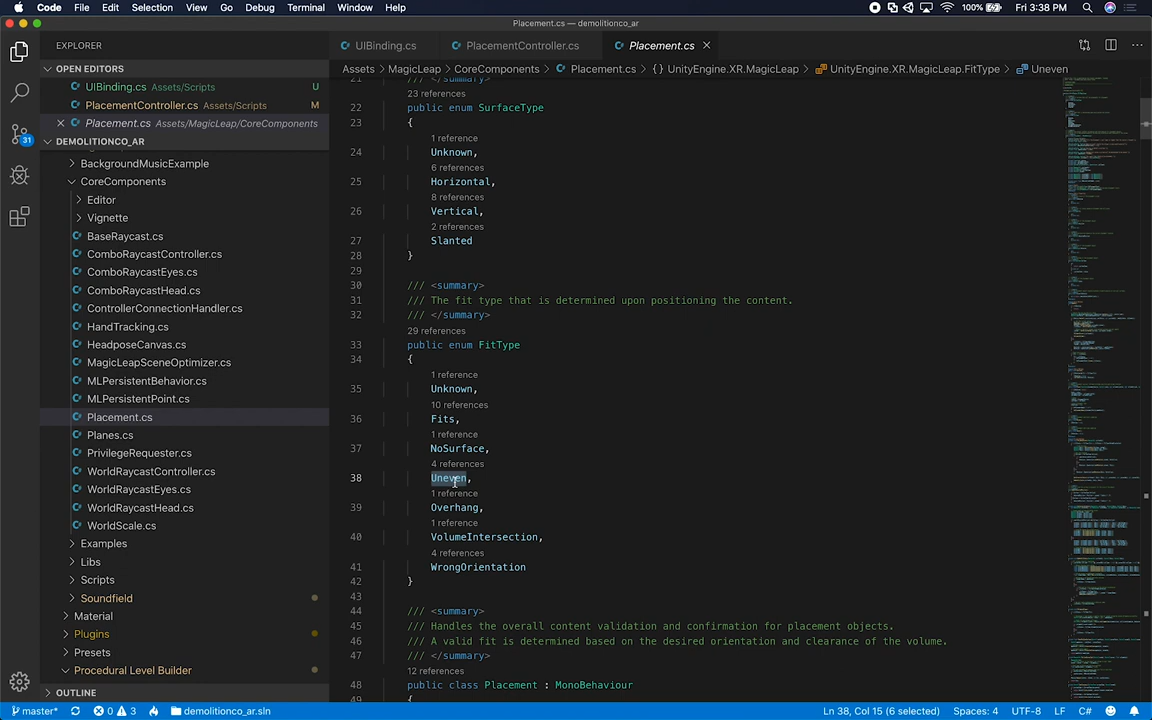 Code File Edit Selection View Go Debug Terminal Window Help 100% Fri 3:38 PM
Placement.cs — demolitionco_ar
EXPLORER
UIBinding.cs PlacementController.cs Placement.cs
OPEN EDITORS
UIBinding.cs Assets/Scripts U
PlacementController.cs Assets/Scripts M
Placement.cs Assets/MagicLeap/CoreComponents
DEMOLITIONCO_AR
BackgroundMusicExample
CoreComponents
Editor
Vignette
BaseRaycast.cs
ComboRaycastController.cs
ComboRaycastEyes.cs
ComboRaycastHead.cs
ControllerConnectionHandler.cs
HandTracking.cs
HeadposeCanvas.cs
MagicLeapSceneOptimizer.cs
MLPersistentBehavior.cs
MLPersistentPoint.cs
Placement.cs
Planes.cs
PrivilegeRequester.cs
WorldRaycastController.cs
WorldRaycastEyes.cs
WorldRaycastHead.cs
WorldScale.cs
Examples
Libs
Scripts
Soundfield
Material
Plugins
Presets
Procedural Level Builder
OUTLINE
31
Assets > MagicLeap > CoreComponents > Placement.cs > {} UnityEngine.XR.MagicLeap > UnityEngine.XR.MagicLeap.FitType > Uneven
21 /// </summary>
23 references
22 public enum SurfaceType
23 {
1 reference
24 Unknown,
6 references
25 Horizontal,
8 references
26 Vertical,
2 references
27 Slanted
28 }
29
30 /// <summary>
31 /// The fit type that is determined upon positioning the content.
32 /// </summary>
29 references
33 public enum FitType
34 {
1 reference
35 Unknown,
10 references
36 Fits,
1 reference
37 NoSurface,
4 references
38 Uneven,
1 reference
39 Overhang,
1 reference
40 VolumeIntersection,
4 references
41 WrongOrientation
42 }
43
44 /// <summary>
45 /// Handles the overall content validation and confirmation for placement objects.
46 /// A valid fit is determined based on the desired orientation and clearance of the volume.
47 /// </summary>
12 references
48 public class Placement : MonoBehaviour
49 {
master* 0 3 demolitionco_ar.sln Ln 38, Col 15 (6 selected) Spaces: 4 UTF-8 LF C#